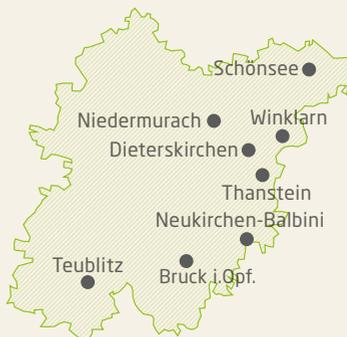 Schönsee
Niedermurach
Winklarn
Dieterskirchen
Thanstein
Neukirchen-Balbini
Teublitz
Bruck i.Opf.